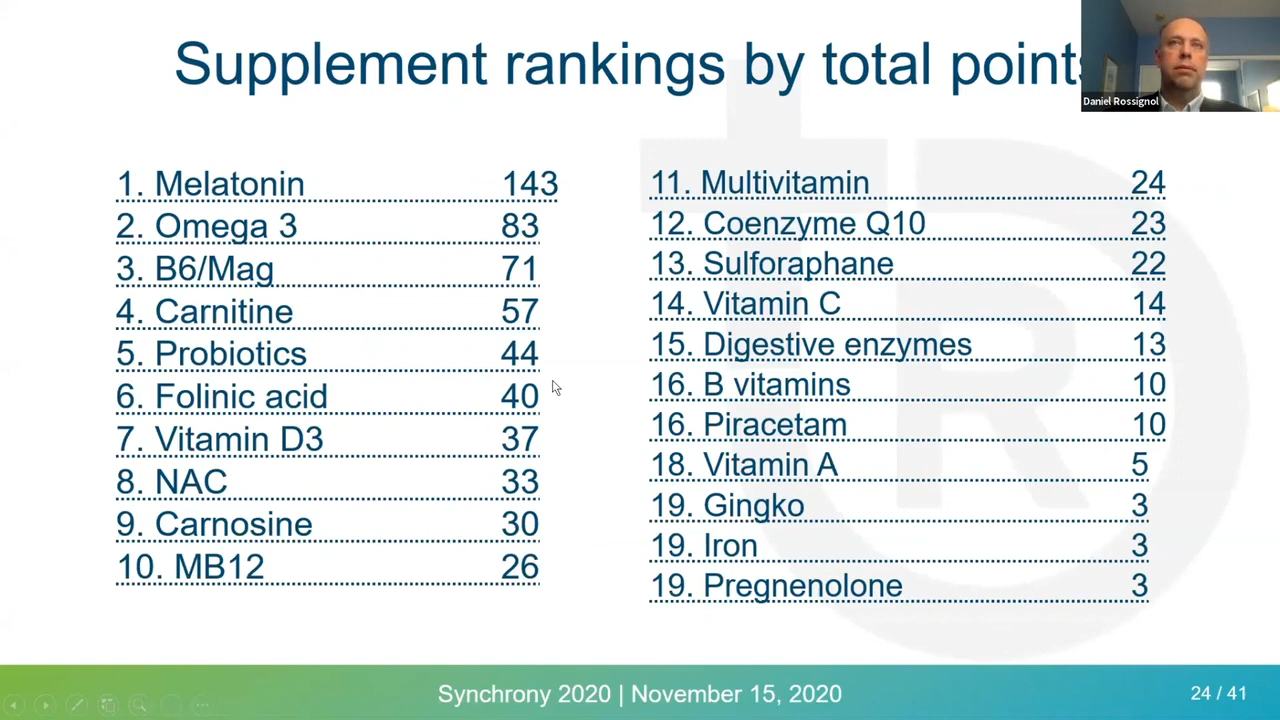 Supplement rankings by total points
Daniel Rossignol
1. Melatonin 143
2. Omega 3 83
3. B6/Mag 71
4. Carnitine 57
5. Probiotics 44
6. Folinic acid 40
7. Vitamin D3 37
8. NAC 33
9. Carnosine 30
10. MB12 26
11. Multivitamin 24
12. Coenzyme Q10 23
13. Sulforaphane 22
14. Vitamin C 14
15. Digestive enzymes 13
16. B vitamins 10
16. Piracetam 10
18. Vitamin A 5
19. Gingko 3
19. Iron 3
19. Pregnenolone 3
Synchrony 2020 | November 15, 2020
24 / 41